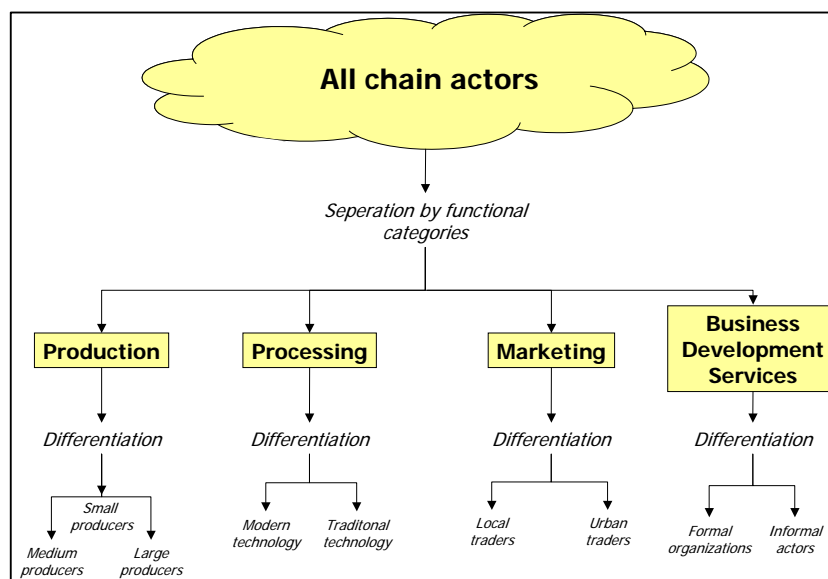 All chain actors
Seperation by functional
categories
Production
Processing
Marketing
Business
Development
Services
Differentiation
Differentiation
Differentiation
Differentiation
Small
producers
Medium
producers
Large
producers
Modern
technology
Traditonal
technology
Local
traders
Urban
traders
Formal
organizations
Informal
actors